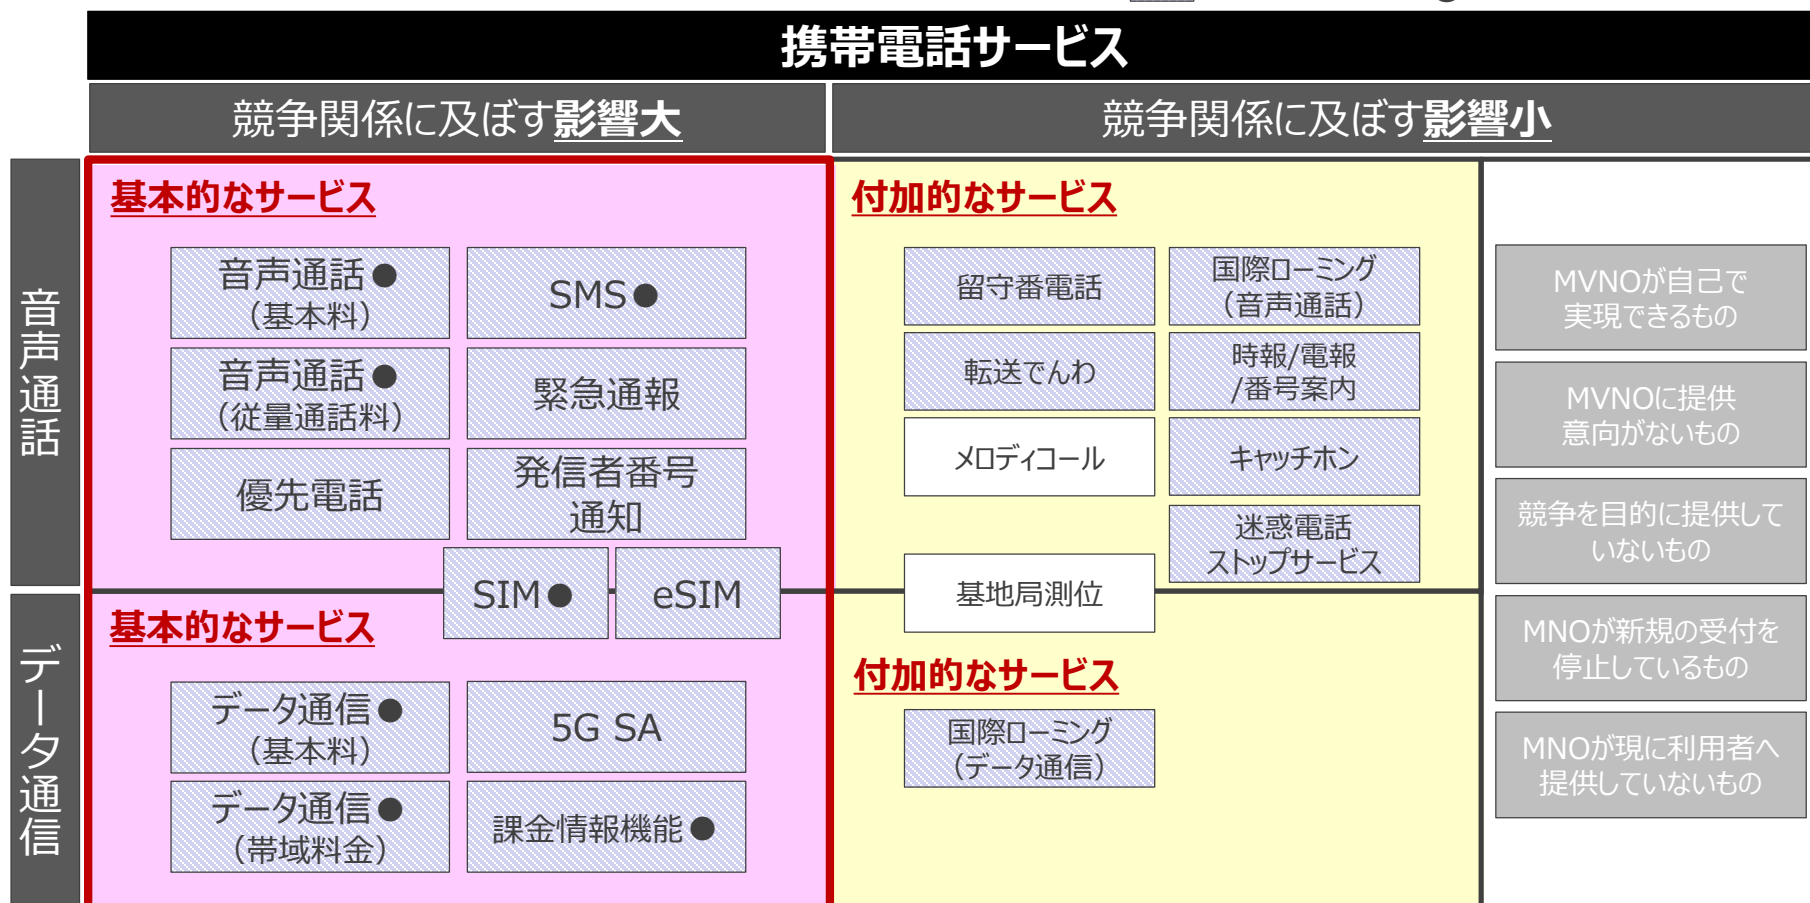 携帯電話サービス
競争関係に及ぼす影響大
競争関係に及ぼす影響小
音声通話
基本的なサービス
音声通話●
（基本料）
SMS●
音声通話●
（従量通話料）
緊急通報
優先電話
発信者番号
通知
SIM●
eSIM
付加的なサービス
留守番電話
国際ローミング
（音声通話）
転送でんわ
時報/電報
/番号案内
メロディコール
キャッチホン
迷惑電話
ストップサービス
基地局測位
データ通信
基本的なサービス
データ通信●
（基本料）
5G SA
データ通信●
（帯域料金）
課金情報機能●
付加的なサービス
国際ローミング
（データ通信）
MVNOが自己で
実現できるもの
MVNOに提供
意向がないもの
競争を目的に提供して
いないもの
MNOが新規の受付を
停止しているもの
MNOが現に利用者へ
提供していないもの